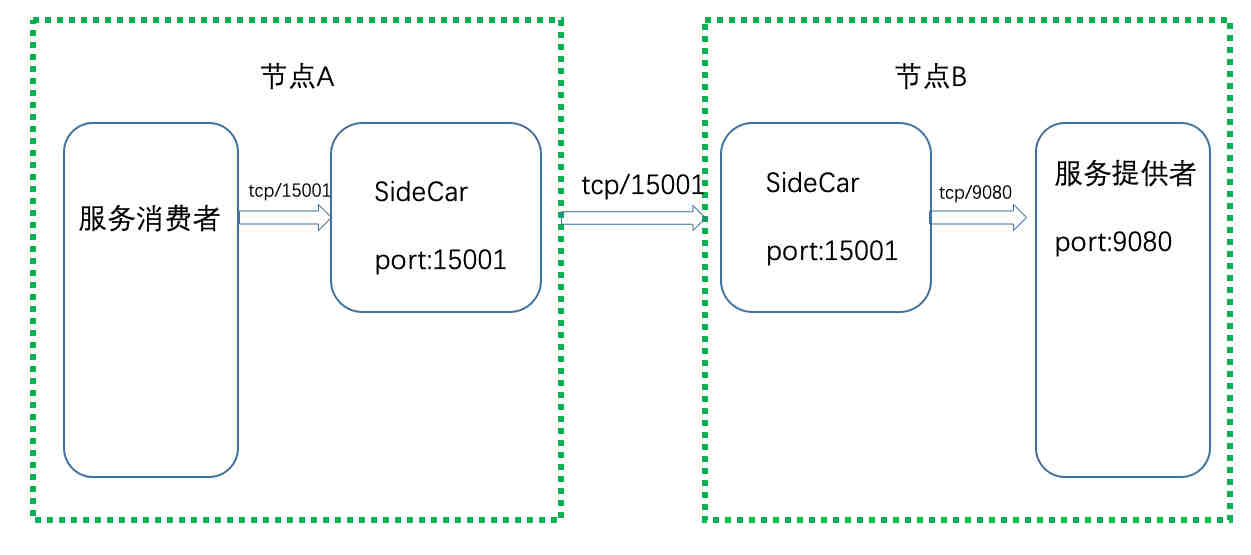 节点A
服务消费者
tcp/15001
SideCar
port:15001
tcp/15001
节点B
SideCar
port:15001
tcp/9080
服务提供者
port:9080